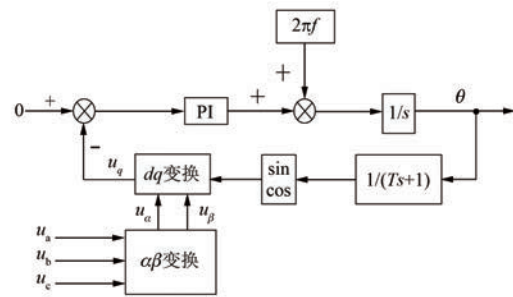 2πf
+
0
+
PI
+
1/s
θ
−
u_q
dq变换
sin
cos
1/(Ts+1)
u_α
u_β
u_a
u_b
u_c
αβ变换